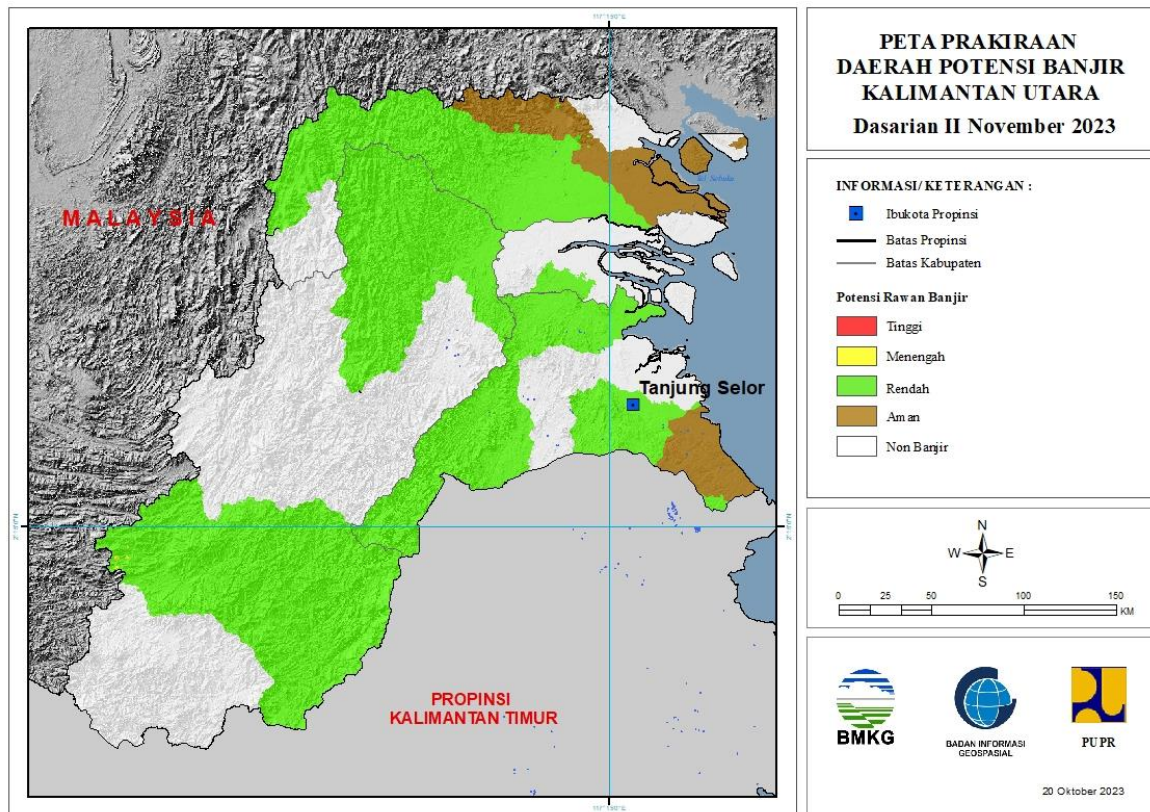 PETA PRAKIRAAN
DAERAH POTENSI BANJIR
KALIMANTAN UTARA
Dasarian II November 2023
INFORMASI/ KETERANGAN :
Ibukota Propinsi
Batas Propinsi
Batas Kabupaten
Potensi Rawan Banjir
Tinggi
Menengah
Rendah
Aman
Non Banjir
N
W E
S
0 25 50 100 150
KM
BMKG
BADAN INFORMASI
GEOSPASIAL
PUPR
20 Oktober 2023
MALAYSIA
Tanjung Selor
PROPINSI
KALIMANTAN TIMUR